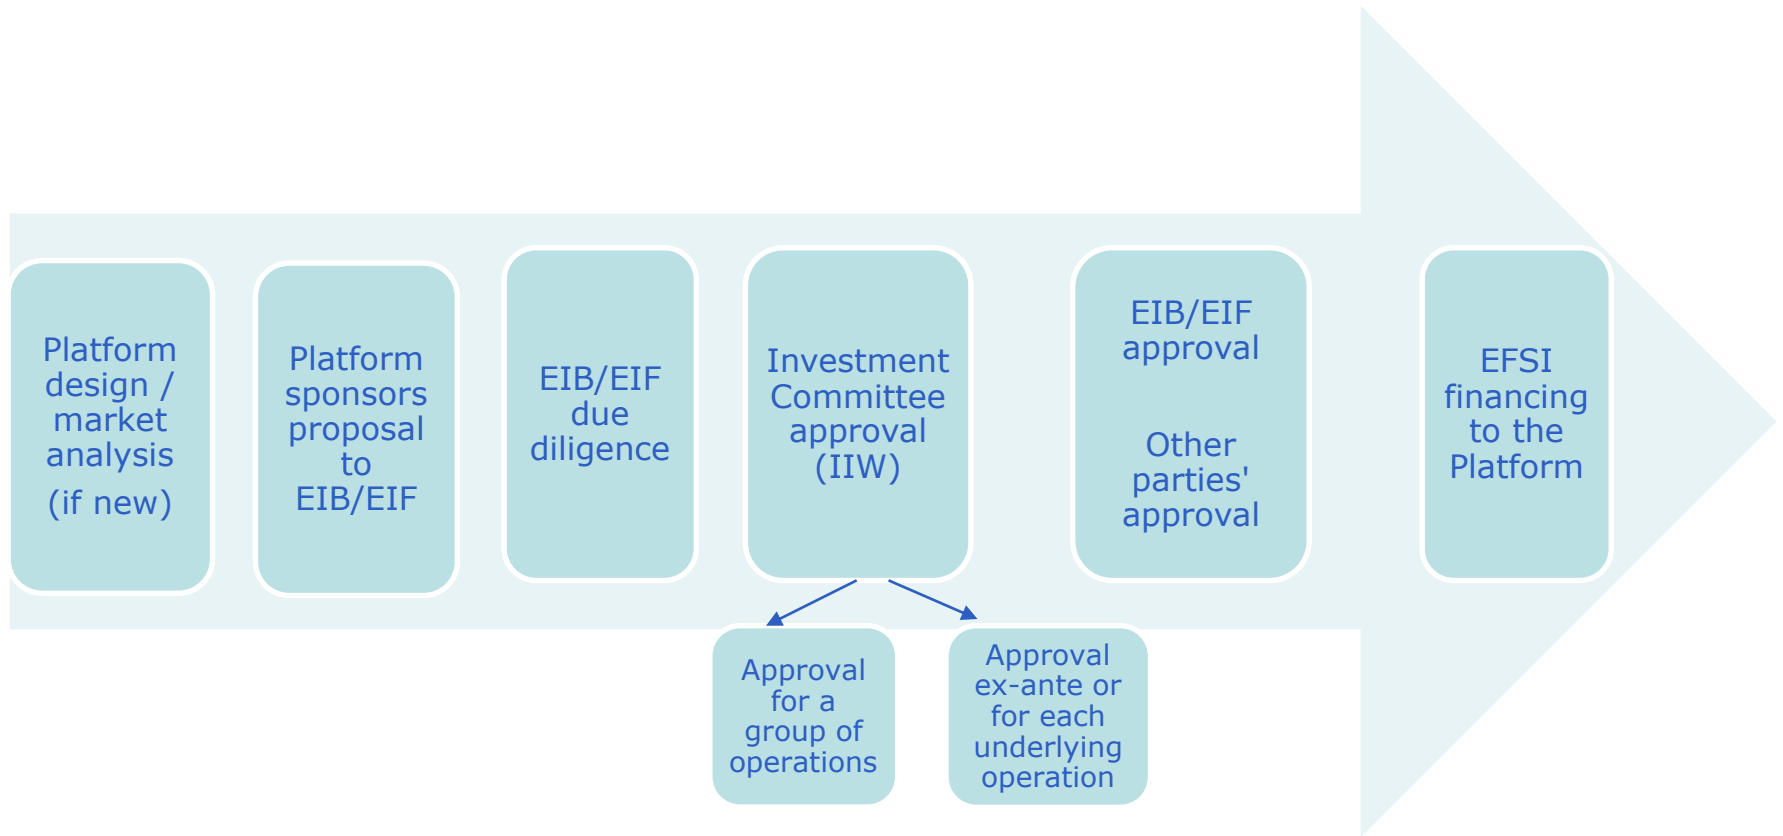 Platform
design /
market
analysis
(if new)
Platform
sponsors
proposal
to
EIB/EIF
EIB/EIF
due
diligence
Investment
Committee
approval
(IIW)
EIB/EIF
approval
Other
parties'
approval
EFSI
financing
to the
Platform
Approval
for a
group of
operations
Approval
ex-ante or
for each
underlying
operation